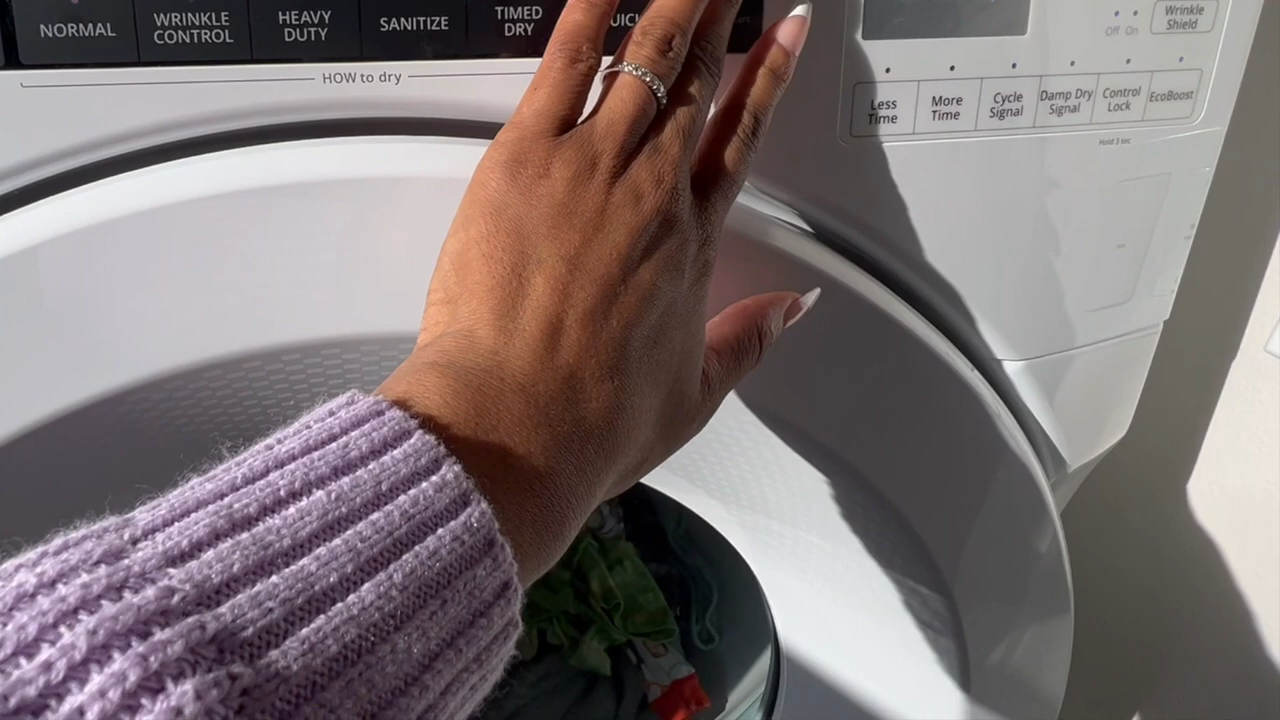 NORMAL
WRINKLE
CONTROL
HEAVY
DUTY
SANITIZE
TIMED
DRY
HOW to dry
Wrinkle
Shield
Off On
Less
Time
More
Time
Cycle
Signal
Damp Dry
Signal
Control
Lock
EcoBoost
Hold 3 sec